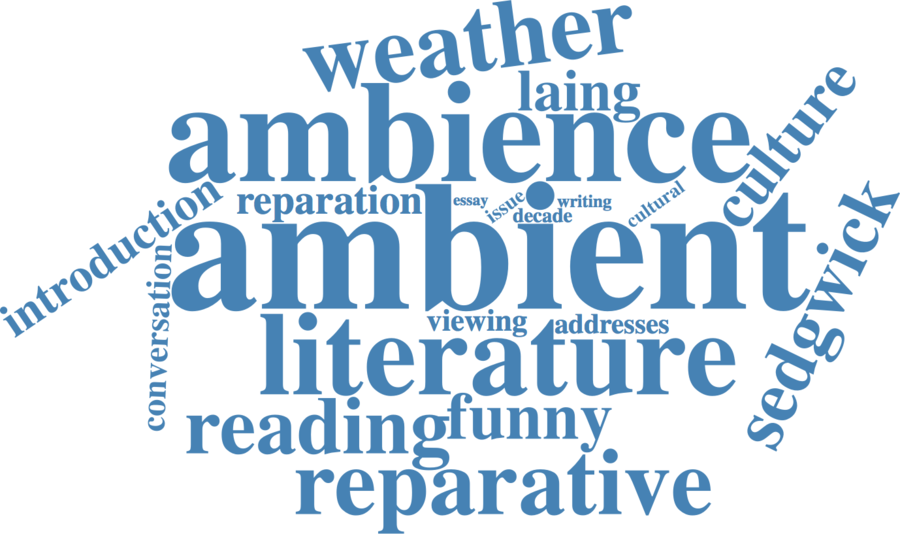 weather
laing
ambience
culture
introduction
reparation
essay
issue
decade
writing
cultural
ambient
sedgwick
conversation
viewing
addresses
literature
reading
funny
reparative